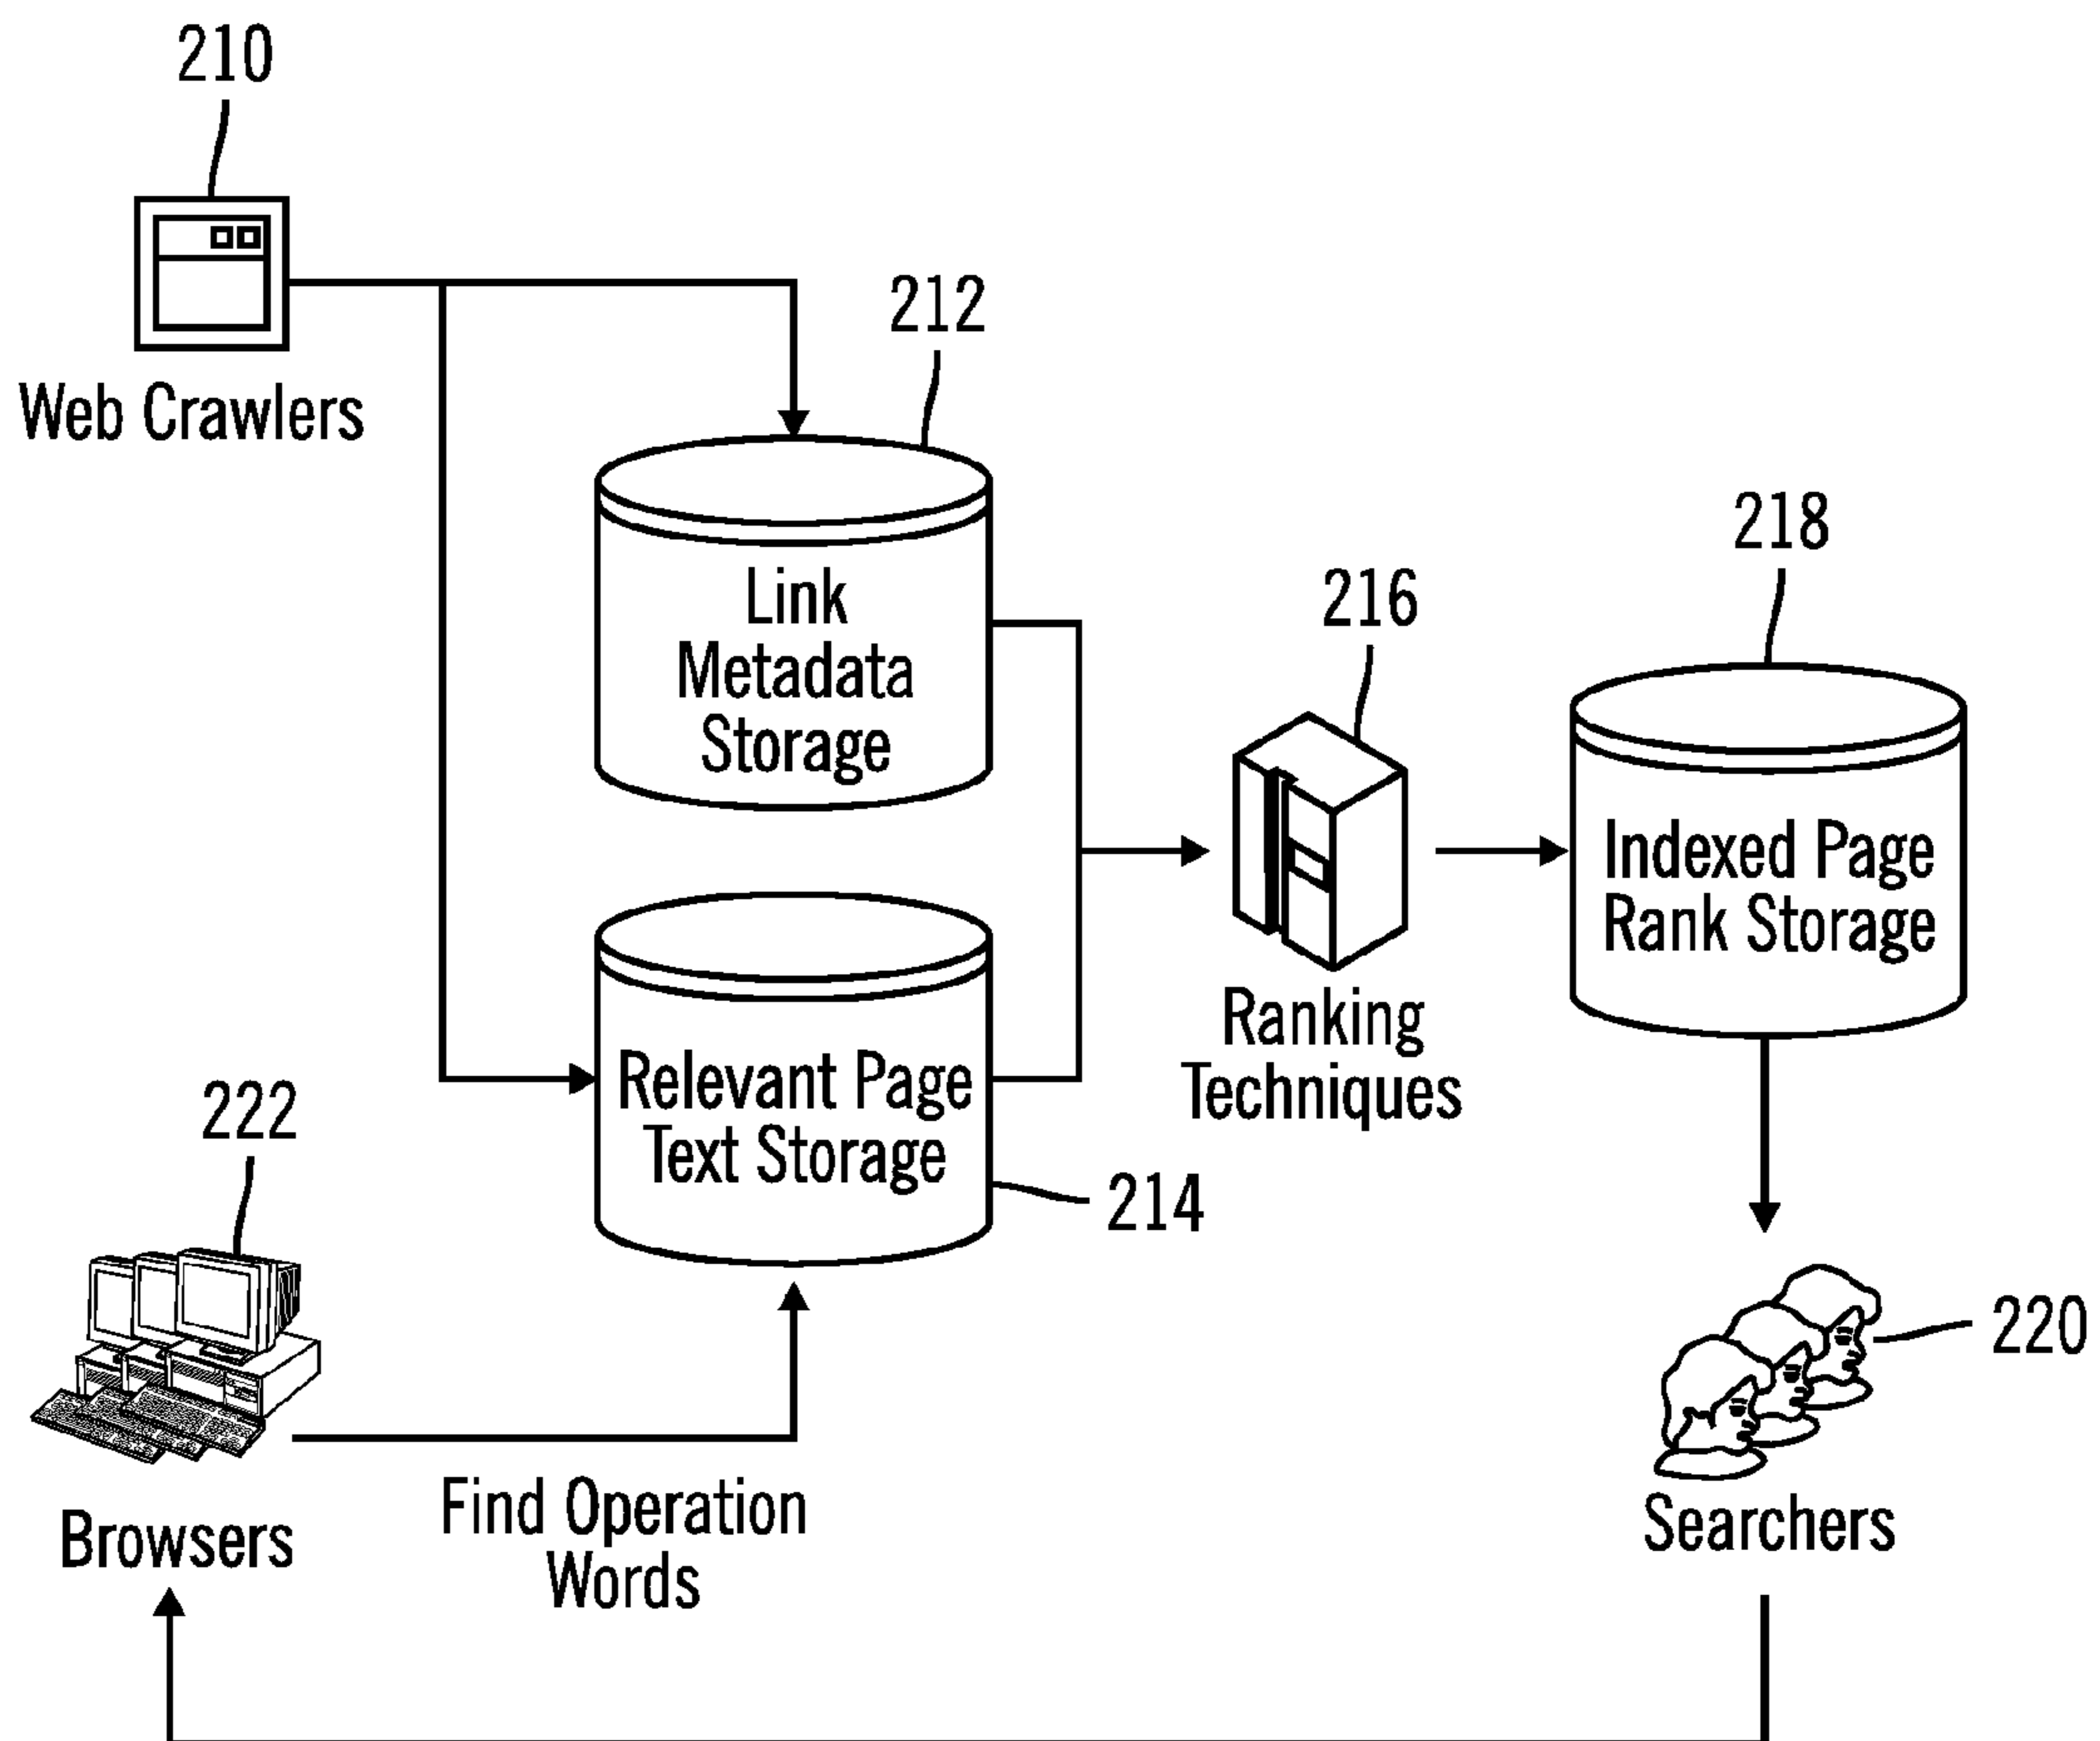 210
Web Crawlers
212
Link
Metadata
Storage
218
216
Indexed Page
Rank Storage
Ranking
Techniques
Relevant Page
Text Storage
214
222
220
Browsers
Find Operation
Words
Searchers